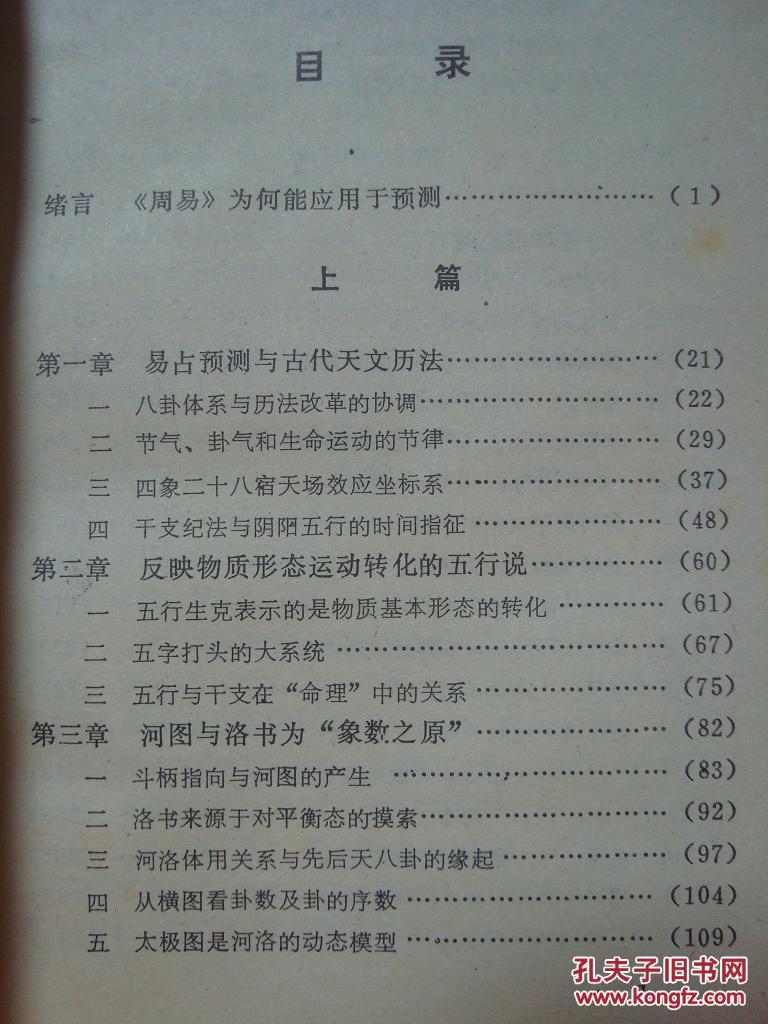 目 录
绪言 《周易》为何能应用于预测……………………（1）
上 篇
第一章 易占预测与古代天文历法……………………(21)
一 八卦体系与历法改革的协调……………………(22)
二 节气、卦气和生命运动的节律……………………(29)
三 四象二十八宿天场效应坐标系……………………(37)
四 干支纪法与阴阳五行的时间指征…………………(48)
第二章 反映物质形态运动转化的五行说……………(60)
一 五行生克表示的是物质基本形态的转化…………(61)
二 五字打头的大系统………………………………(67)
三 五行与干支在“命理”中的关系…………………(75)
第三章 河图与洛书为“象数之原”…………………(82)
一 斗柄指向与河图的产生…………………………(83)
二 洛书来源于对平衡态的摸索……………………(92)
三 河洛体用关系与先后天八卦的缘起……………(97)
四 从横图看卦数及卦的序数………………………(104)
五 太极图是河洛的动态模型………………………(109)
孔夫子旧书网
www.kongfz.com